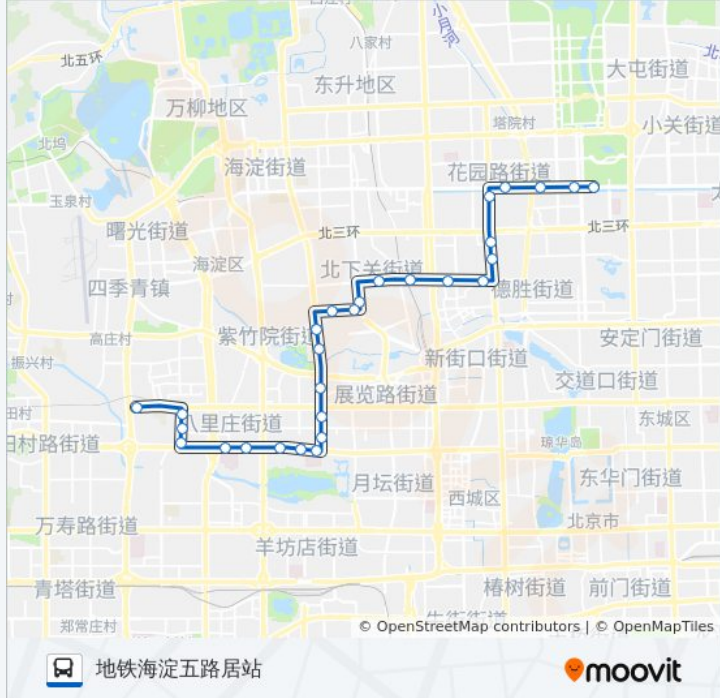 北五环
小月河
八家村
东升地区
大屯街道
万柳地区
塔院村
小关街道
北坞
海淀街道
花园路街道
玉泉村
曙光街道
北三环
北三环
海淀区
北下关街道
四季青镇
德胜街道
高庄村
紫竹院街道
安定门街道
新街口街道
振兴村
交道口街道
展览路街道
田村
八里庄街道
东城区
田村路街道
琼华岛
月坛街道
东华门街道
西城区
万寿路街道
北京市
羊坊店街道
青塔街道
椿树街道
前门街道
郑常庄村
© OpenStreetMap contributors | © OpenMapTiles
地铁海淀五路居站
moovit